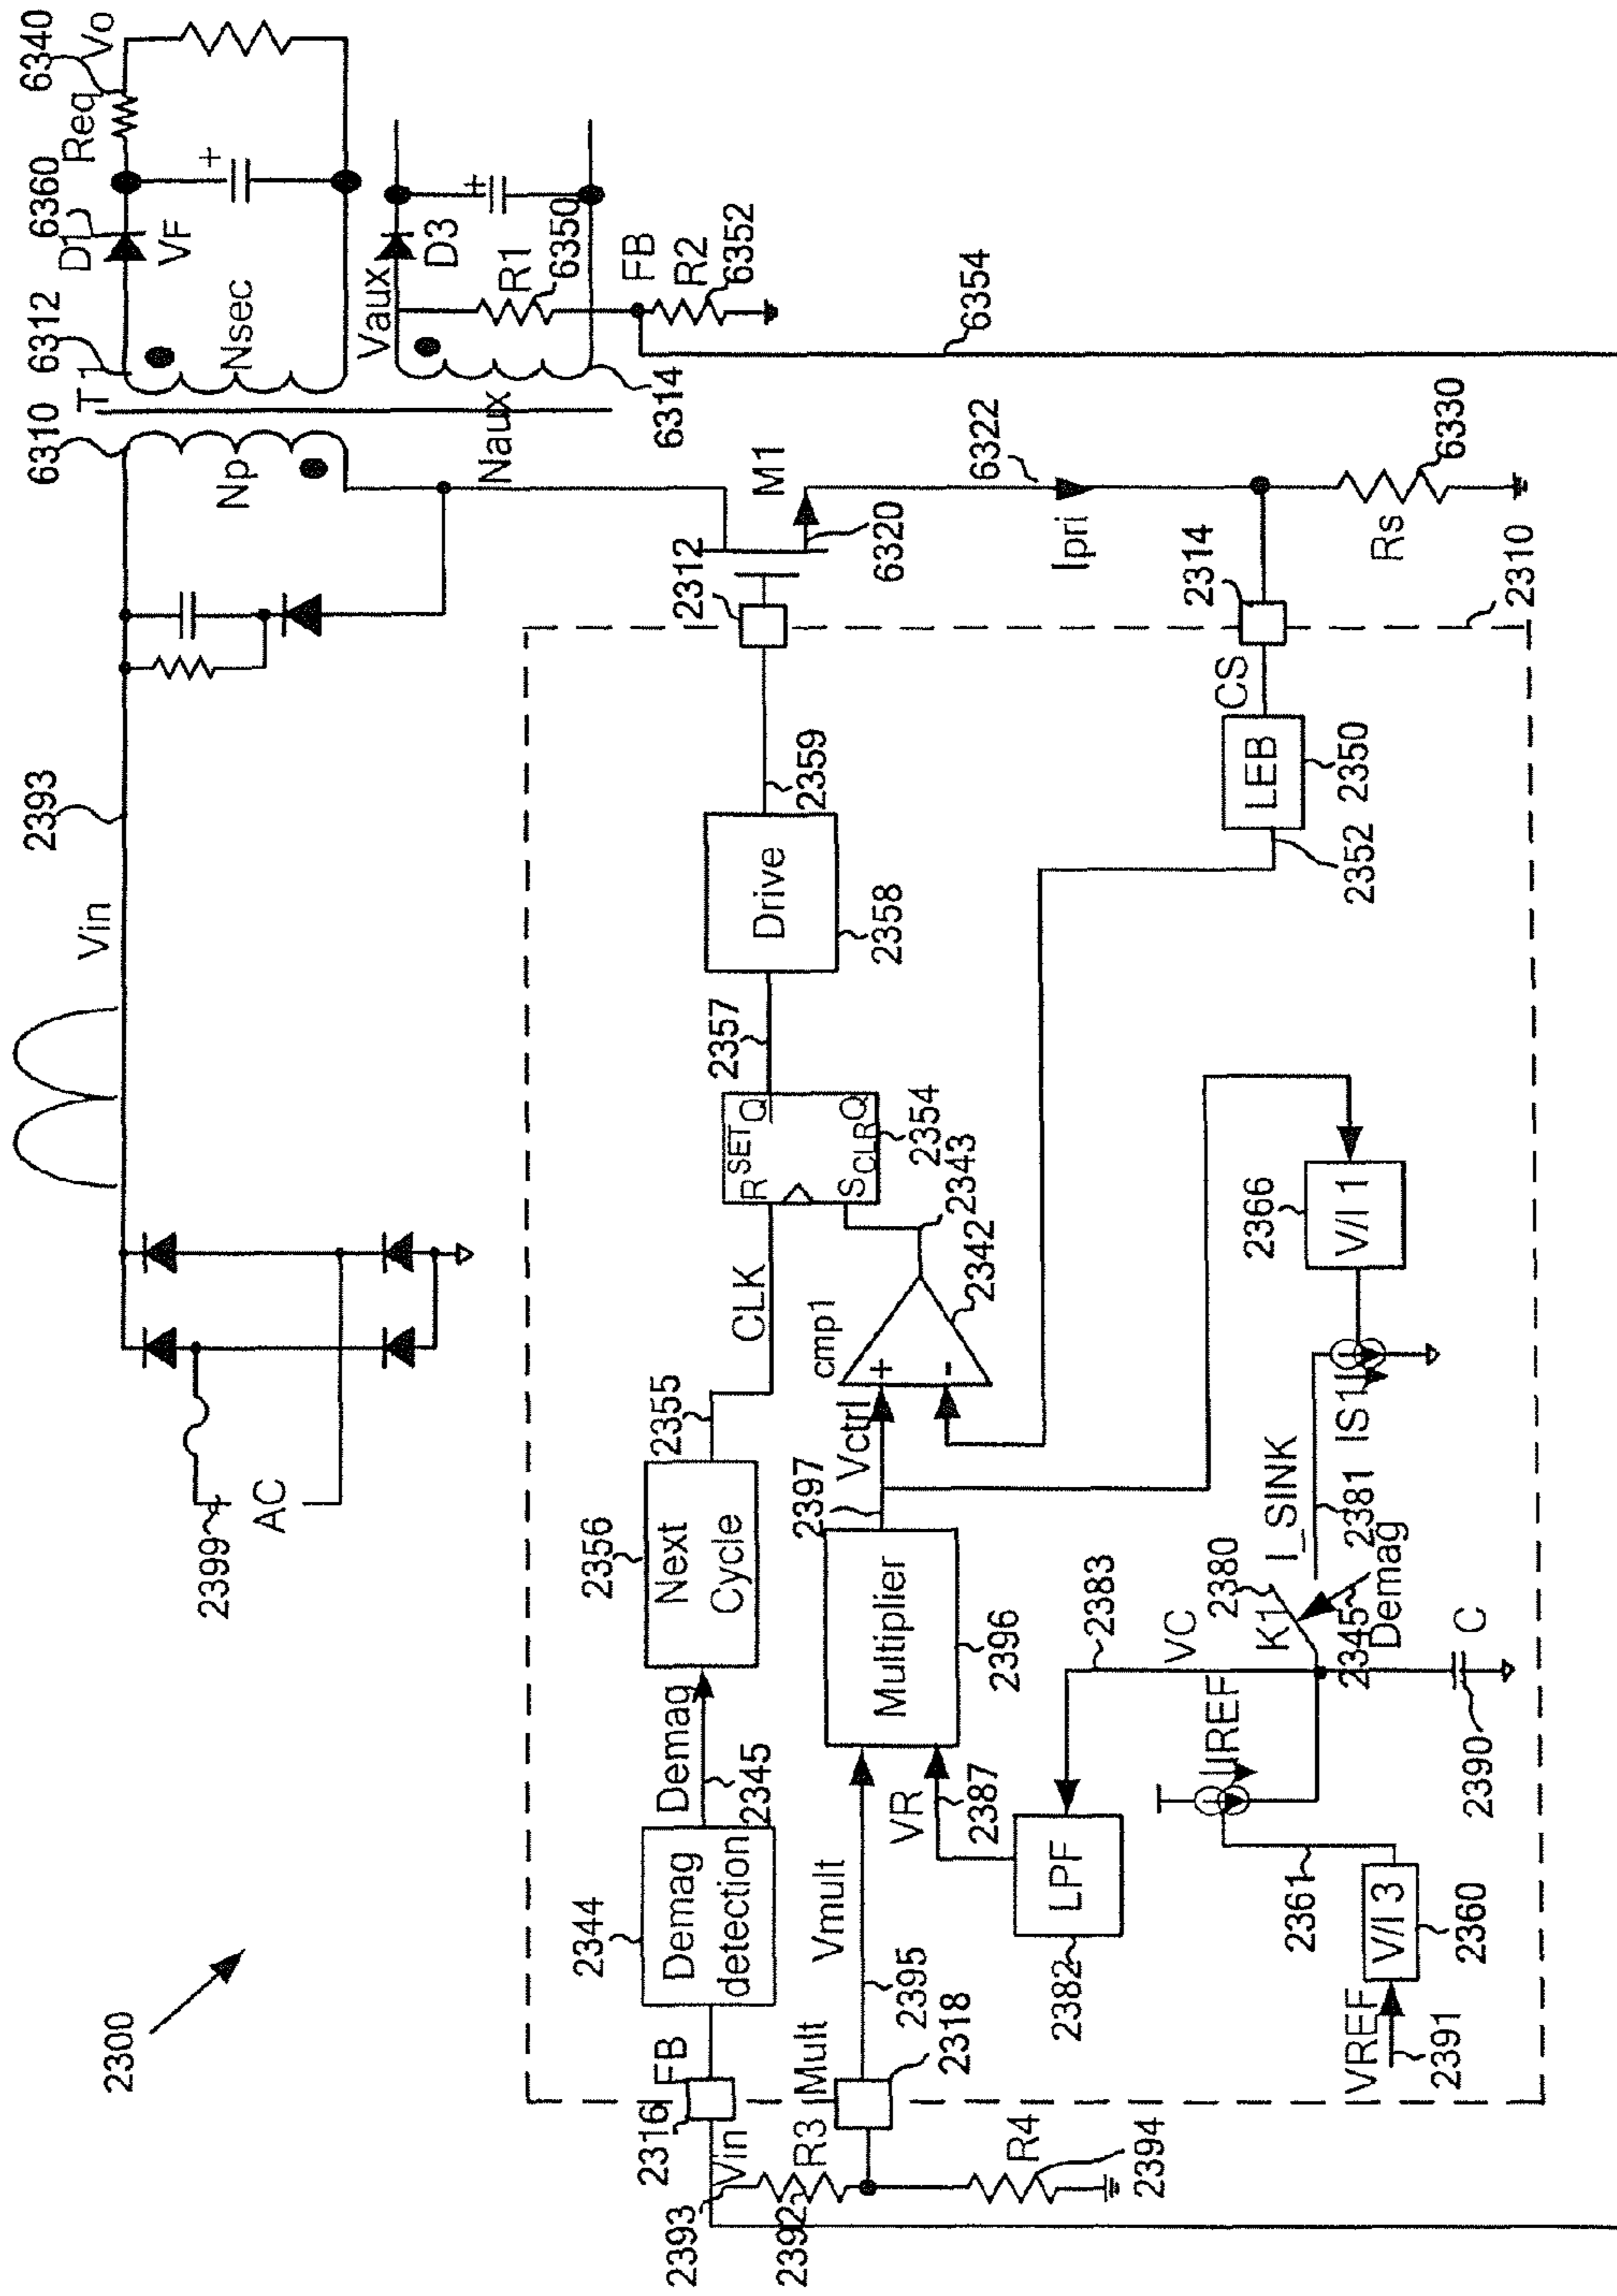 2300
2399
AC
Vin
2393
6310
T1
6312
Np
Nsec
D1
6360
VF
Req
6340
Vo
+
Naux
6314
Vaux
D3
+
R1
6350
FB
R2
6352
6354
M1
6320
6322
Ipri
Rs
6330
2310
2312
2314
CS
LEB
2350
2352
2316
FB
Vin
2393
2392
R3
R4
2394
Mult
2318
Demag
detection
2344
Demag
2345
Next
Cycle
2356
2355
CLK
R
SET
Q
S
CLR
Q
2354
2357
Drive
2358
2359
Vmult
2395
Multiplier
2396
2397
Vctrl
cmp1
+
-
2342
2343
VR
2387
LPF
2382
2383
VC
K1
2380
I_SINK
2381
2345
Demag
IS1
V/I 1
2366
IREF
2361
V/I 3
2360
VREF
2391
2390
C